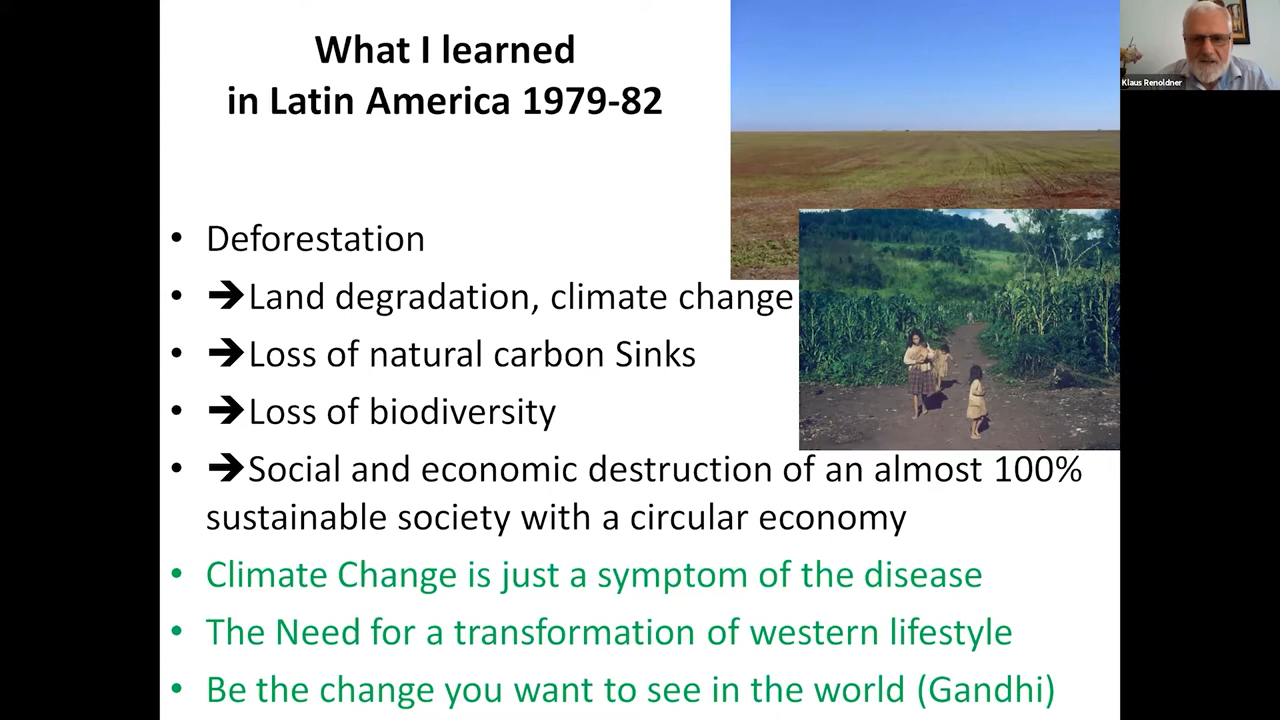 What I learned
in Latin America 1979-82
Klaus Renoldner
• Deforestation
• ➔Land degradation, climate change
• ➔Loss of natural carbon Sinks
• ➔Loss of biodiversity
• ➔Social and economic destruction of an almost 100%
sustainable society with a circular economy
• Climate Change is just a symptom of the disease
• The Need for a transformation of western lifestyle
• Be the change you want to see in the world (Gandhi)